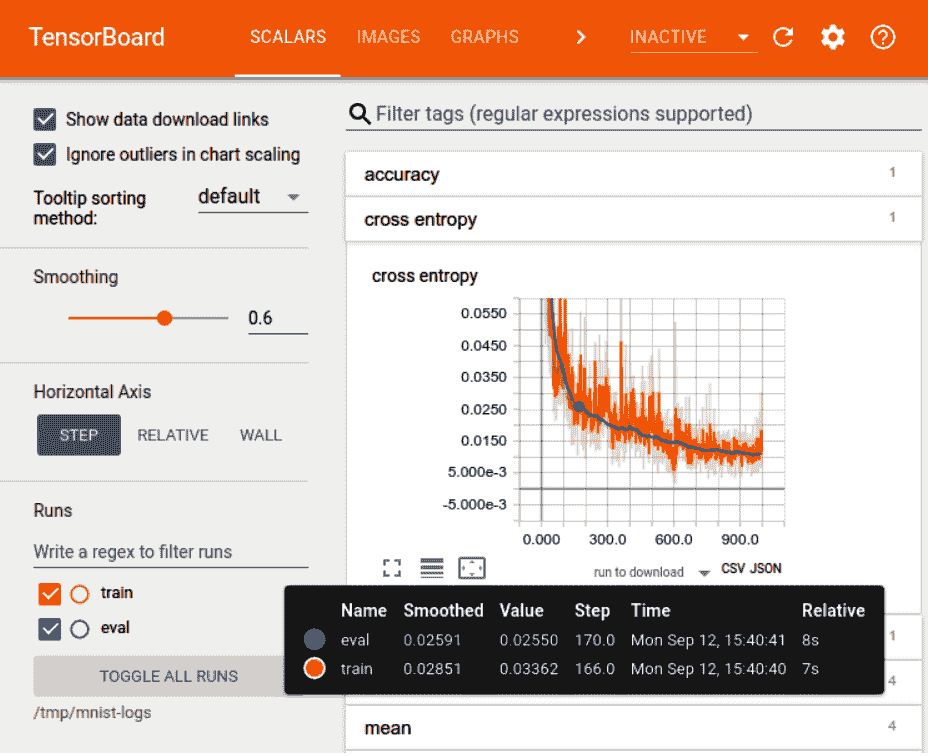 TensorBoard SCALARS IMAGES GRAPHS INACTIVE
Show data download links
Ignore outliers in chart scaling
Tooltip sorting method: default
Smoothing
0.6
Horizontal Axis
STEP RELATIVE WALL
Runs
Write a regex to filter runs
train
eval
TOGGLE ALL RUNS
/tmp/mnist-logs
Filter tags (regular expressions supported)
accuracy 1
cross entropy 1
cross entropy
0.0550
0.0450
0.0350
0.0250
0.0150
5.000e-3
-5.000e-3
0.000 300.0 600.0 900.0
run to download CSV JSON
Name Smoothed Value Step Time Relative
eval 0.02591 0.02550 170.0 Mon Sep 12, 15:40:41 8s
train 0.02851 0.03362 166.0 Mon Sep 12, 15:40:40 7s
1
4
mean 4